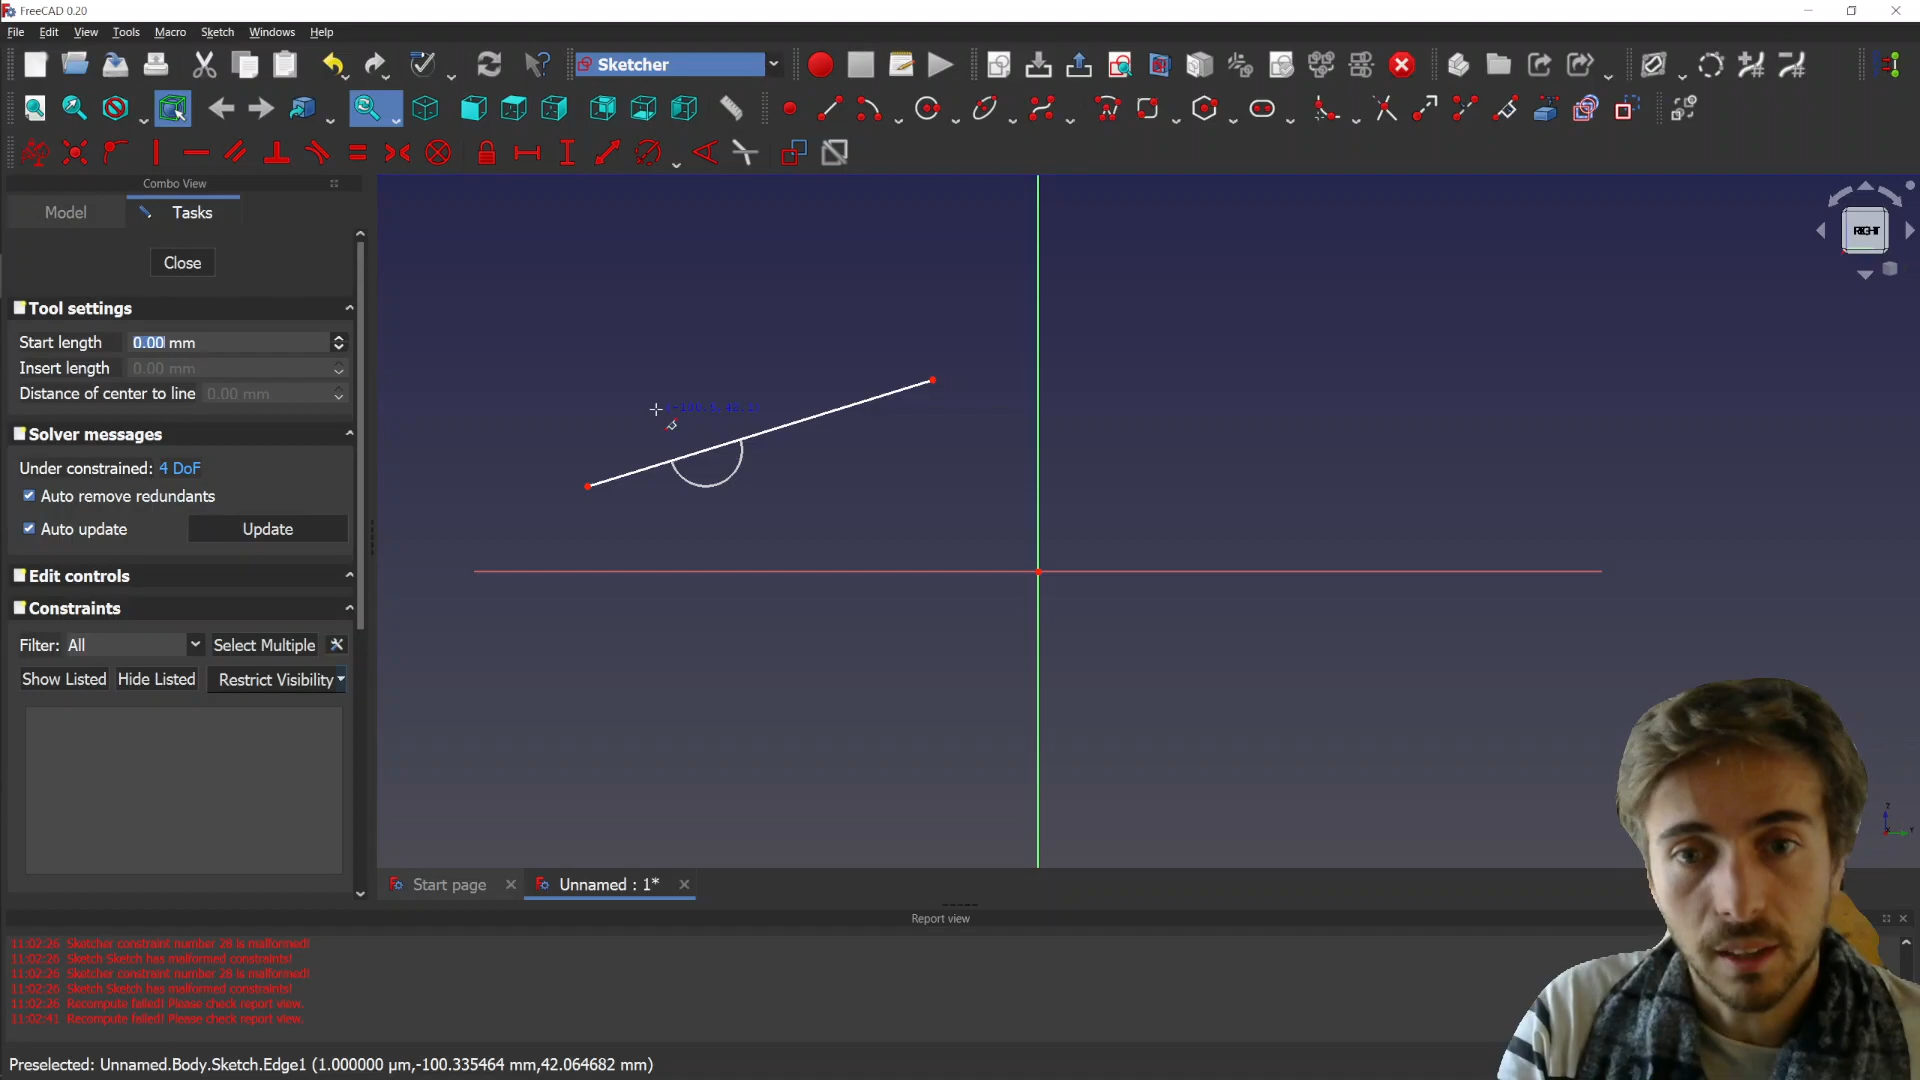 FreeCAD 0.20
File Edit View Tools Macro Sketch Windows Help
Sketcher
Combo View
Model Tasks
Close
Tool settings
Start length 0.00 mm
Insert length 0.00 mm
Distance of center to line 0.00 mm
Solver messages
Under constrained: 4 DoF
Auto remove redundants
Auto update Update
Edit controls
Constraints
Filter: All Select Multiple
Show Listed Hide Listed Restrict Visibility
RIGHT
Z
Y
Start page Unnamed : 1*
Report view
11:02:26 Sketcher constraint number 28 is malformed!
11:02:26 Sketch Sketch has malformed constraints!
11:02:26 Sketcher constraint number 28 is malformed!
11:02:26 Sketch Sketch has malformed constraints!
11:02:26 Recompute failed! Please check report view.
11:02:41 Recompute failed! Please check report view.
Preselected: Unnamed.Body.Sketch.Edge1 (1.000000 µm,-100.335464 mm,42.064682 mm)